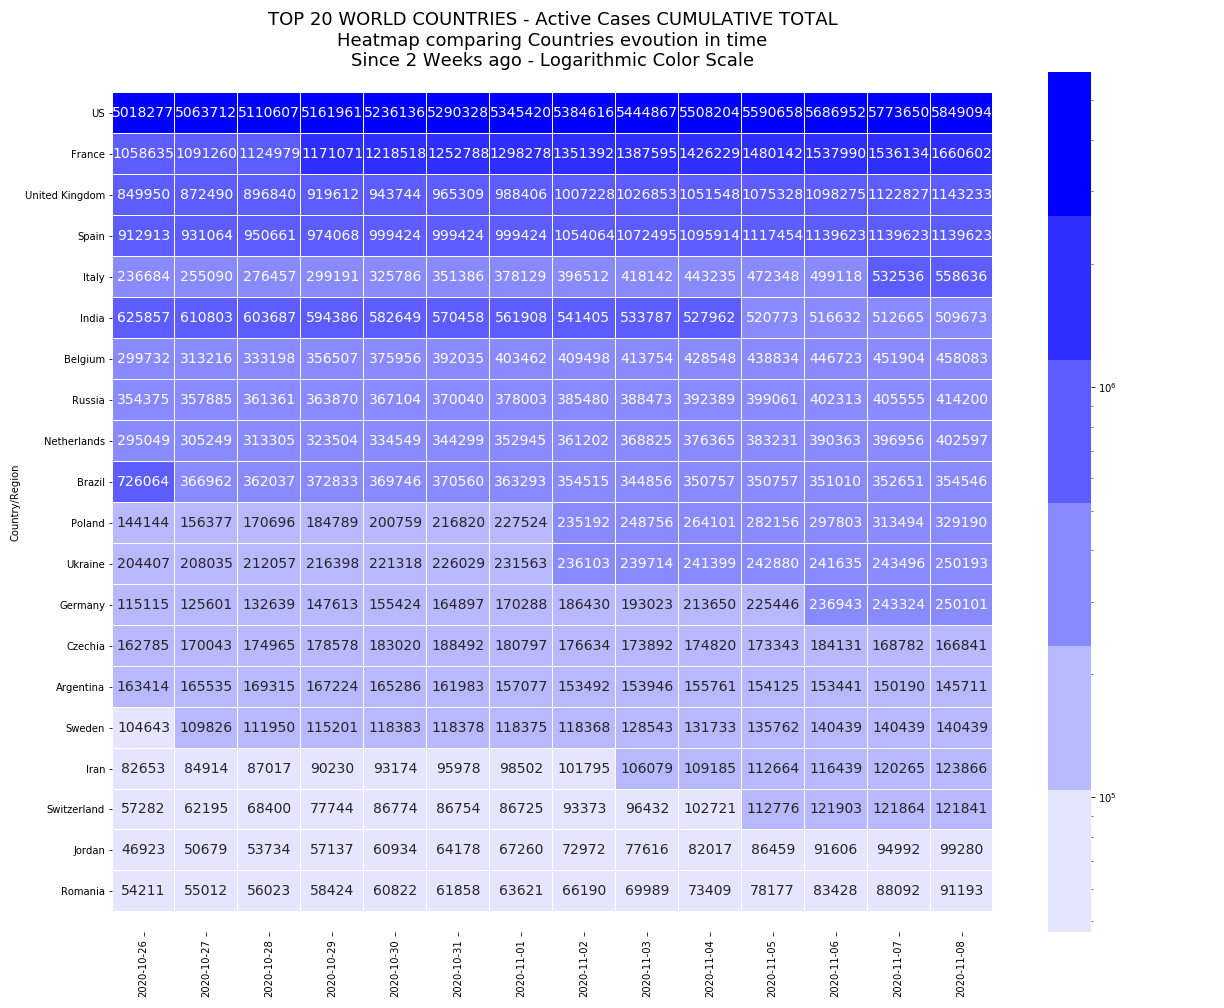 TOP 20 WORLD COUNTRIES - Active Cases CUMULATIVE TOTAL
Heatmap comparing Countries evoution in time
Since 2 Weeks ago - Logarithmic Color Scale
US 5018277 5063712 5110607 5161961 5236136 5290328 5345420 5384616 5444867 5508204 5590658 5686952 5773650 5849094
France 1058635 1091260 1124979 1171071 1218518 1252788 1298278 1351392 1387595 1426229 1480142 1537990 1536134 1660602
United Kingdom 849950 872490 896840 919612 943744 965309 988406 1007228 1026853 1051548 1075328 1098275 1122827 1143233
Spain 912913 931064 950661 974068 999424 999424 999424 1054064 1072495 1095914 1117454 1139623 1139623 1139623
Italy 236684 255090 276457 299191 325786 351386 378129 396512 418142 443235 472348 499118 532536 558636
India 625857 610803 603687 594386 582649 570458 561908 541405 533787 527962 520773 516632 512665 509673
Belgium 299732 313216 333198 356507 375956 392035 403462 409498 413754 428548 438834 446723 451904 458083
Russia 354375 357885 361361 363870 367104 370040 378003 385480 388473 392389 399061 402313 405555 414200
Netherlands 295049 305249 313305 323504 334549 344299 352945 361202 368825 376365 383231 390363 396956 402597
Brazil 726064 366962 362037 372833 369746 370560 363293 354515 344856 350757 350757 351010 352651 354546
Poland 144144 156377 170696 184789 200759 216820 227524 235192 248756 264101 282156 297803 313494 329190
Ukraine 204407 208035 212057 216398 221318 226029 231563 236103 239714 241399 242880 241635 243496 250193
Germany 115115 125601 132639 147613 155424 164897 170288 186430 193023 213650 225446 236943 243324 250101
Czechia 162785 170043 174965 178578 183020 188492 180797 176634 173892 174820 173343 184131 168782 166841
Argentina 163414 165535 169315 167224 165286 161983 157077 153492 153946 155761 154125 153441 150190 145711
Sweden 104643 109826 111950 115201 118383 118378 118375 118368 128543 131733 135762 140439 140439 140439
Iran 82653 84914 87017 90230 93174 95978 98502 101795 106079 109185 112664 116439 120265 123866
Switzerland 57282 62195 68400 77744 86774 86754 86725 93373 96432 102721 112776 121903 121864 121841
Jordan 46923 50679 53734 57137 60934 64178 67260 72972 77616 82017 86459 91606 94992 99280
Romania 54211 55012 56023 58424 60822 61858 63621 66190 69989 73409 78177 83428 88092 91193
2020-10-26 2020-10-27 2020-10-28 2020-10-29 2020-10-30 2020-10-31 2020-11-01 2020-11-02 2020-11-03 2020-11-04 2020-11-05 2020-11-06 2020-11-07 2020-11-08
Country/Region
10⁶
10⁵